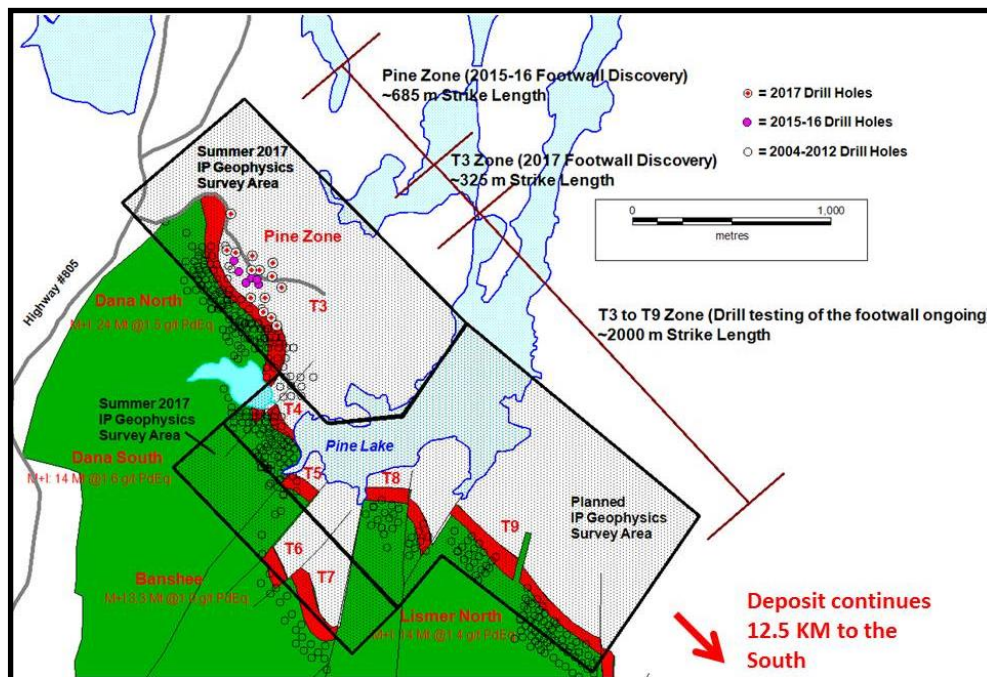 Pine Zone (2015-16 Footwall Discovery)
~685 m Strike Length
= 2017 Drill Holes
= 2015-16 Drill Holes
= 2004-2012 Drill Holes
Summer 2017
IP Geophysics
Survey Area
T3 Zone (2017 Footwall Discovery)
~325 m Strike Length
0 1,000
metres
Pine Zone
Highway #805
Dana North
M+I: 24 Mt @1.5 g/t PdEq
T3
T3 to T9 Zone (Drill testing of the footwall ongoing)
~2000 m Strike Length
Summer 2017
IP Geophysics
Survey Area
T4
Pine Lake
Dana South
M+I: 14 Mt @1.6 g/t PdEq
T5
T8
Planned
IP Geophysics
Survey Area
T9
T6
T7
Banshee
Lismer North
M+I: 14 Mt @1.4 g/t PdEq
Deposit continues
12.5 KM to the
South